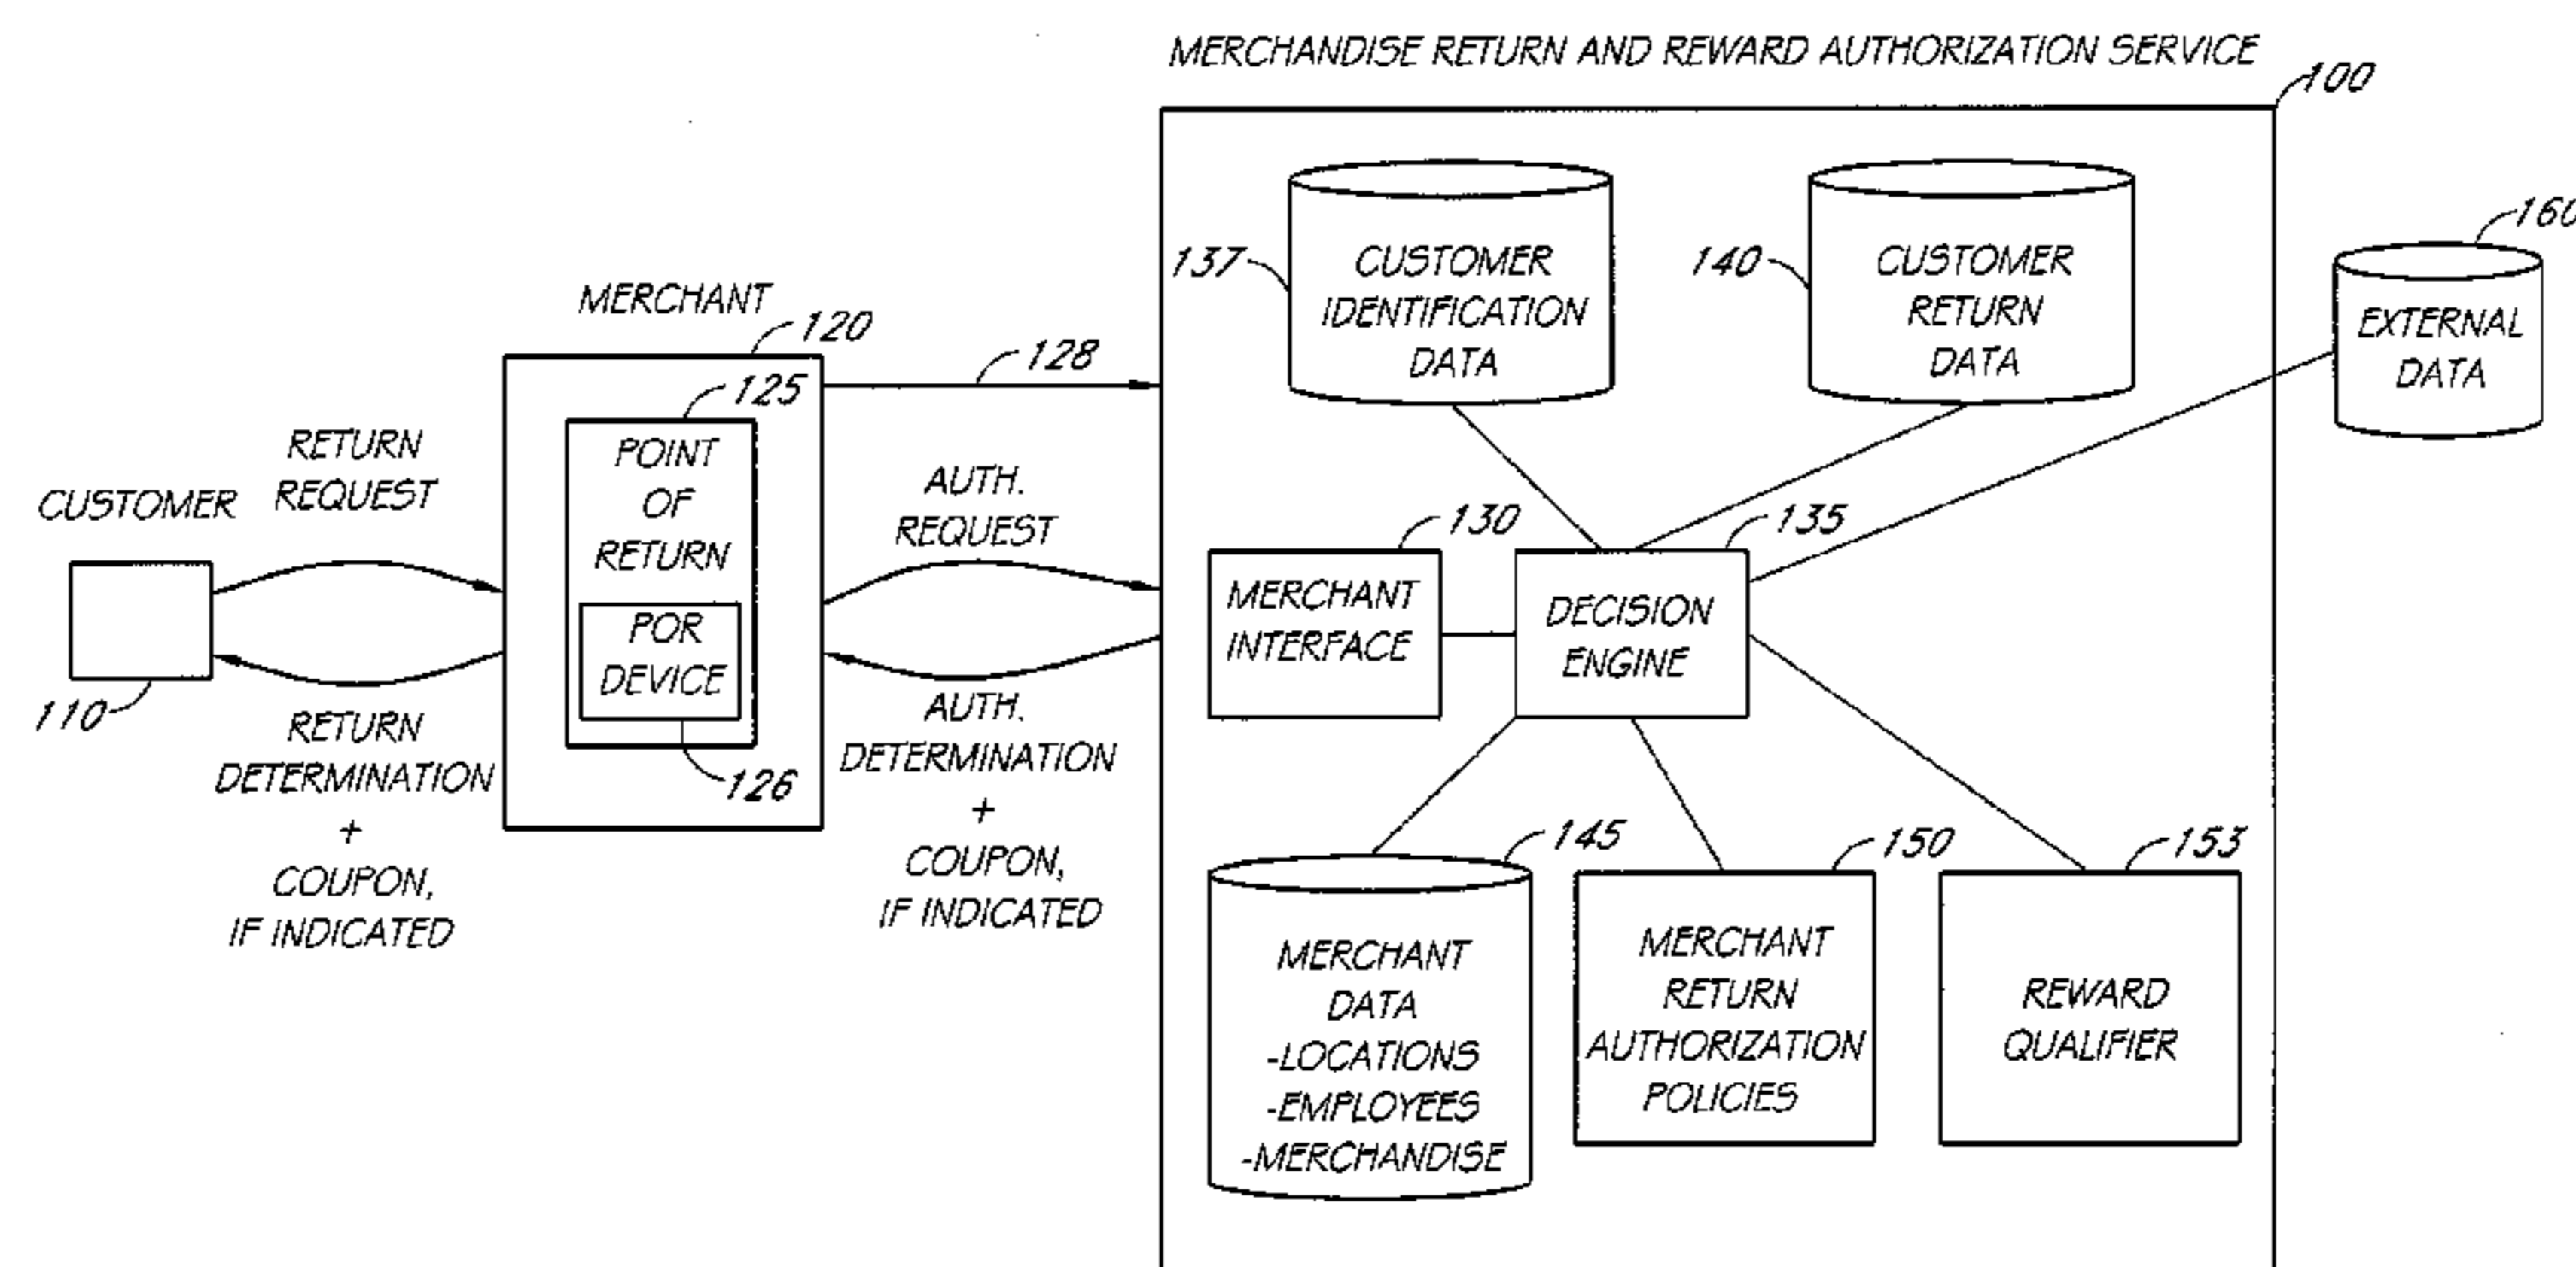 MERCHANDISE RETURN AND REWARD AUTHORIZATION SERVICE
100
CUSTOMER
110
RETURN
REQUEST
RETURN
DETERMINATION
+
COUPON,
IF INDICATED
MERCHANT
120
125
POINT
OF
RETURN
POR
DEVICE
126
128
AUTH.
REQUEST
AUTH.
DETERMINATION
+
COUPON,
IF INDICATED
137
CUSTOMER
IDENTIFICATION
DATA
140
CUSTOMER
RETURN
DATA
160
EXTERNAL
DATA
130
MERCHANT
INTERFACE
135
DECISION
ENGINE
145
MERCHANT
DATA
-LOCATIONS
-EMPLOYEES
-MERCHANDISE
150
MERCHANT
RETURN
AUTHORIZATION
POLICIES
153
REWARD
QUALIFIER